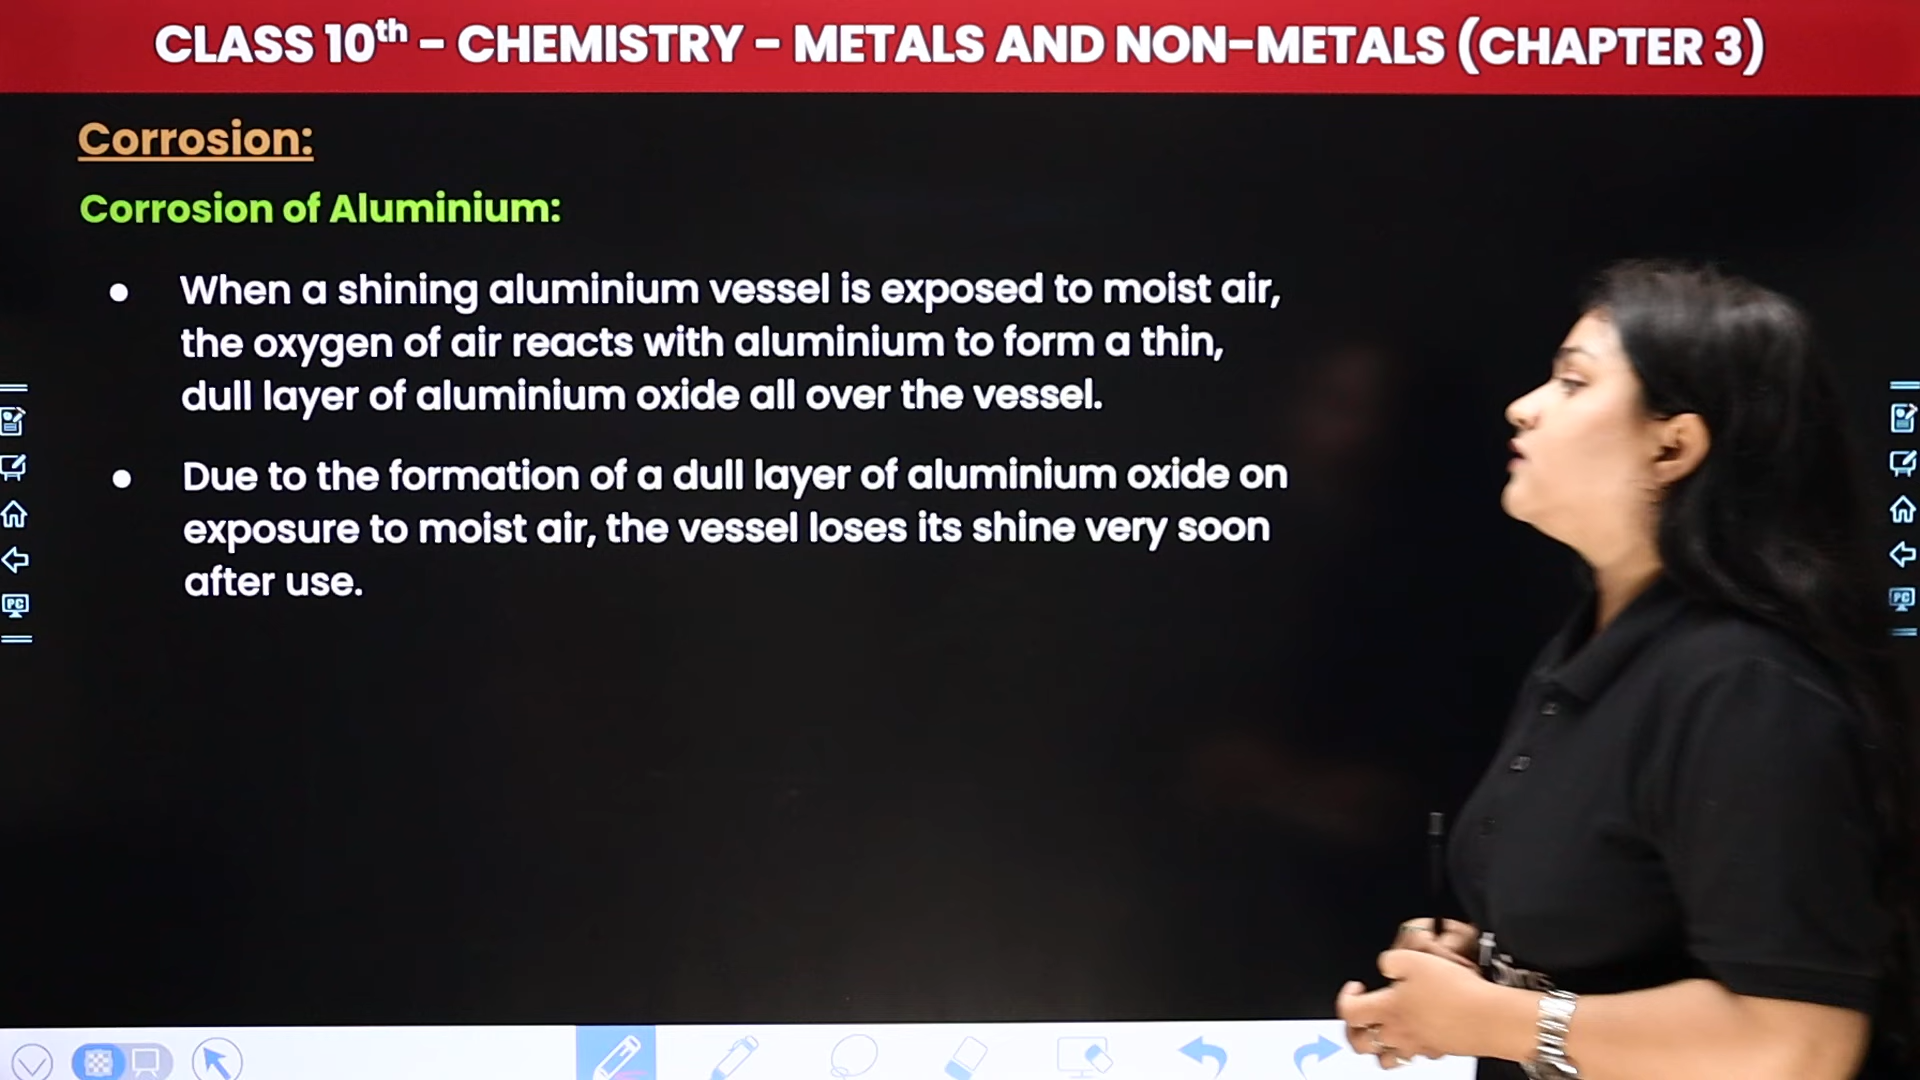 CLASS 10th - CHEMISTRY - METALS AND NON-METALS (CHAPTER 3)
Corrosion:
Corrosion of Aluminium:
● When a shining aluminium vessel is exposed to moist air,
the oxygen of air reacts with aluminium to form a thin,
dull layer of aluminium oxide all over the vessel.
● Due to the formation of a dull layer of aluminium oxide on
exposure to moist air, the vessel loses its shine very soon
after use.
PC
PC